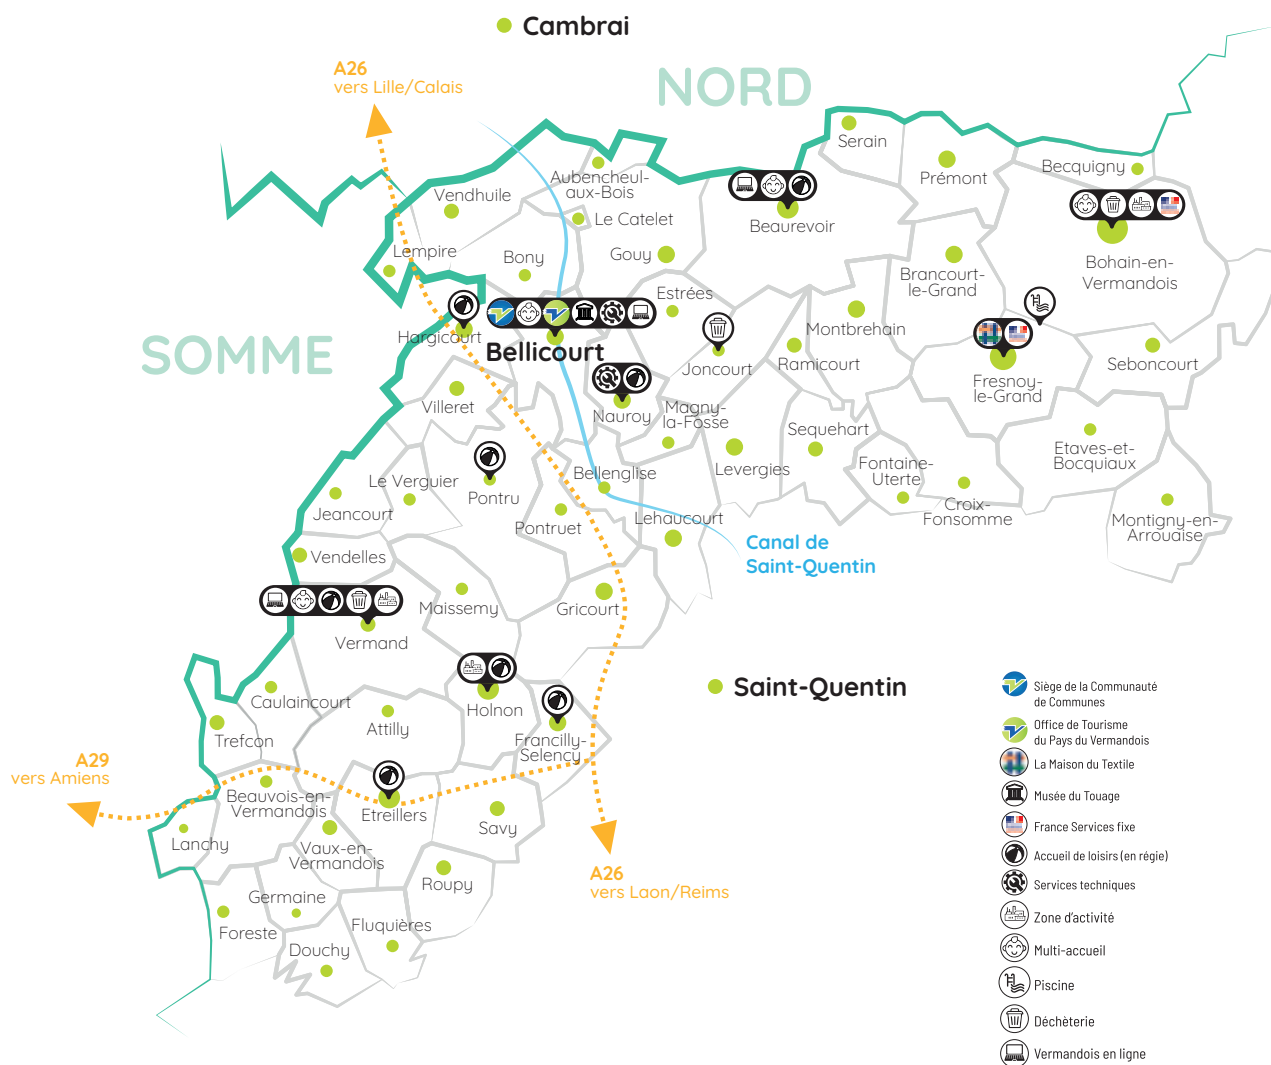 Cambrai
A26
vers Lille/Calais
NORD
Serain
Prémont
Becquigny
Aubencheul-
aux-Bois
Vendhuile
Le Catelet
Beaurevoir
Gouy
Bony
Lempire
Brancourt-
le-Grand
Bohain-en-
Vermandois
Estrées
Hargicourt
Montbrehain
SOMME
Bellicourt
Joncourt
Ramicourt
Seboncourt
Fresnoy-
le-Grand
Villeret
Nauroy
Magny-
la-Fosse
Sequehart
Levergies
Etaves-et-
Bocquiaux
Fontaine-
Uterte
Bellenglise
Le Verguier
Pontru
Jeancourt
Pontruet
Lehaucourt
Croix-
Fonsomme
Montigny-en-
Arrouaise
Canal de
Saint-Quentin
Vendelles
Maissemy
Gricourt
Vermand
Saint-Quentin
Caulaincourt
Holnon
Attilly
Trefcon
Francilly-
Selency
A29
vers Amiens
Beauvois-en-
Vermandois
Etreillers
Savy
Lanchy
Vaux-en-
Vermandois
Roupy
A26
vers Laon/Reims
Germaine
Foreste
Fluquières
Douchy
Siège de la Communauté
de Communes
Office de Tourisme
du Pays du Vermandois
La Maison du Textile
Musée du Touage
France Services fixe
Accueil de loisirs (en régie)
Services techniques
Zone d'activité
Multi-accueil
Piscine
Déchèterie
Vermandois en ligne